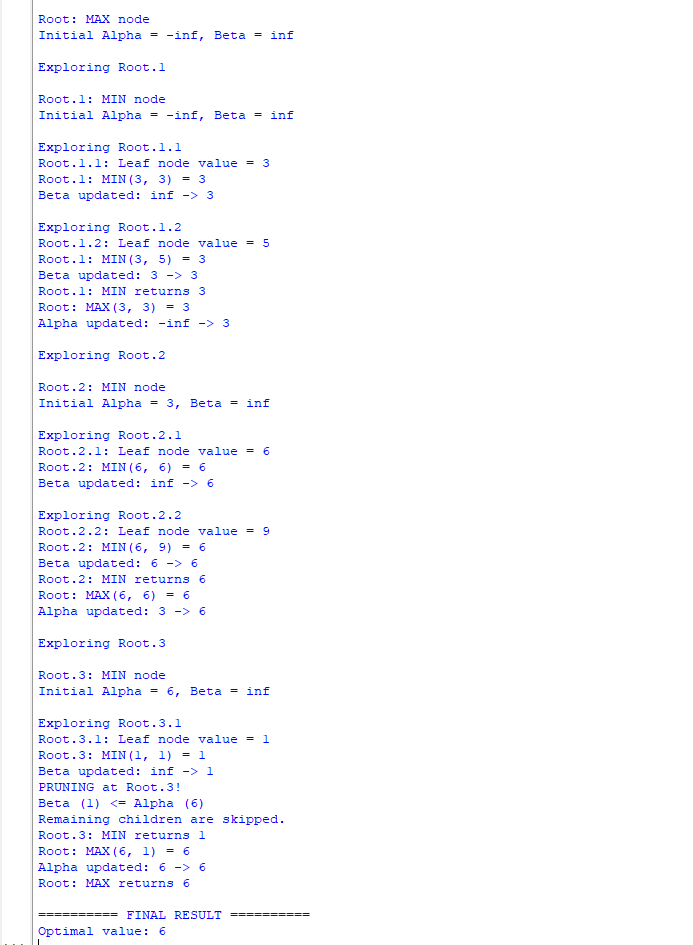 Root: MAX node
Initial Alpha = -inf, Beta = inf
Exploring Root.1
Root.1: MIN node
Initial Alpha = -inf, Beta = inf
Exploring Root.1.1
Root.1.1: Leaf node value = 3
Root.1: MIN(3, 3) = 3
Beta updated: inf -> 3
Exploring Root.1.2
Root.1.2: Leaf node value = 5
Root.1: MIN(3, 5) = 3
Beta updated: 3 -> 3
Root.1: MIN returns 3
Root: MAX(3, 3) = 3
Alpha updated: -inf -> 3
Exploring Root.2
Root.2: MIN node
Initial Alpha = 3, Beta = inf
Exploring Root.2.1
Root.2.1: Leaf node value = 6
Root.2: MIN(6, 6) = 6
Beta updated: inf -> 6
Exploring Root.2.2
Root.2.2: Leaf node value = 9
Root.2: MIN(6, 9) = 6
Beta updated: 6 -> 6
Root.2: MIN returns 6
Root: MAX(6, 6) = 6
Alpha updated: 3 -> 6
Exploring Root.3
Root.3: MIN node
Initial Alpha = 6, Beta = inf
Exploring Root.3.1
Root.3.1: Leaf node value = 1
Root.3: MIN(1, 1) = 1
Beta updated: inf -> 1
PRUNING at Root.3!
Beta (1) <= Alpha (6)
Remaining children are skipped.
Root.3: MIN returns 1
Root: MAX(6, 1) = 6
Alpha updated: 6 -> 6
Root: MAX returns 6
========== FINAL RESULT ==========
Optimal value: 6